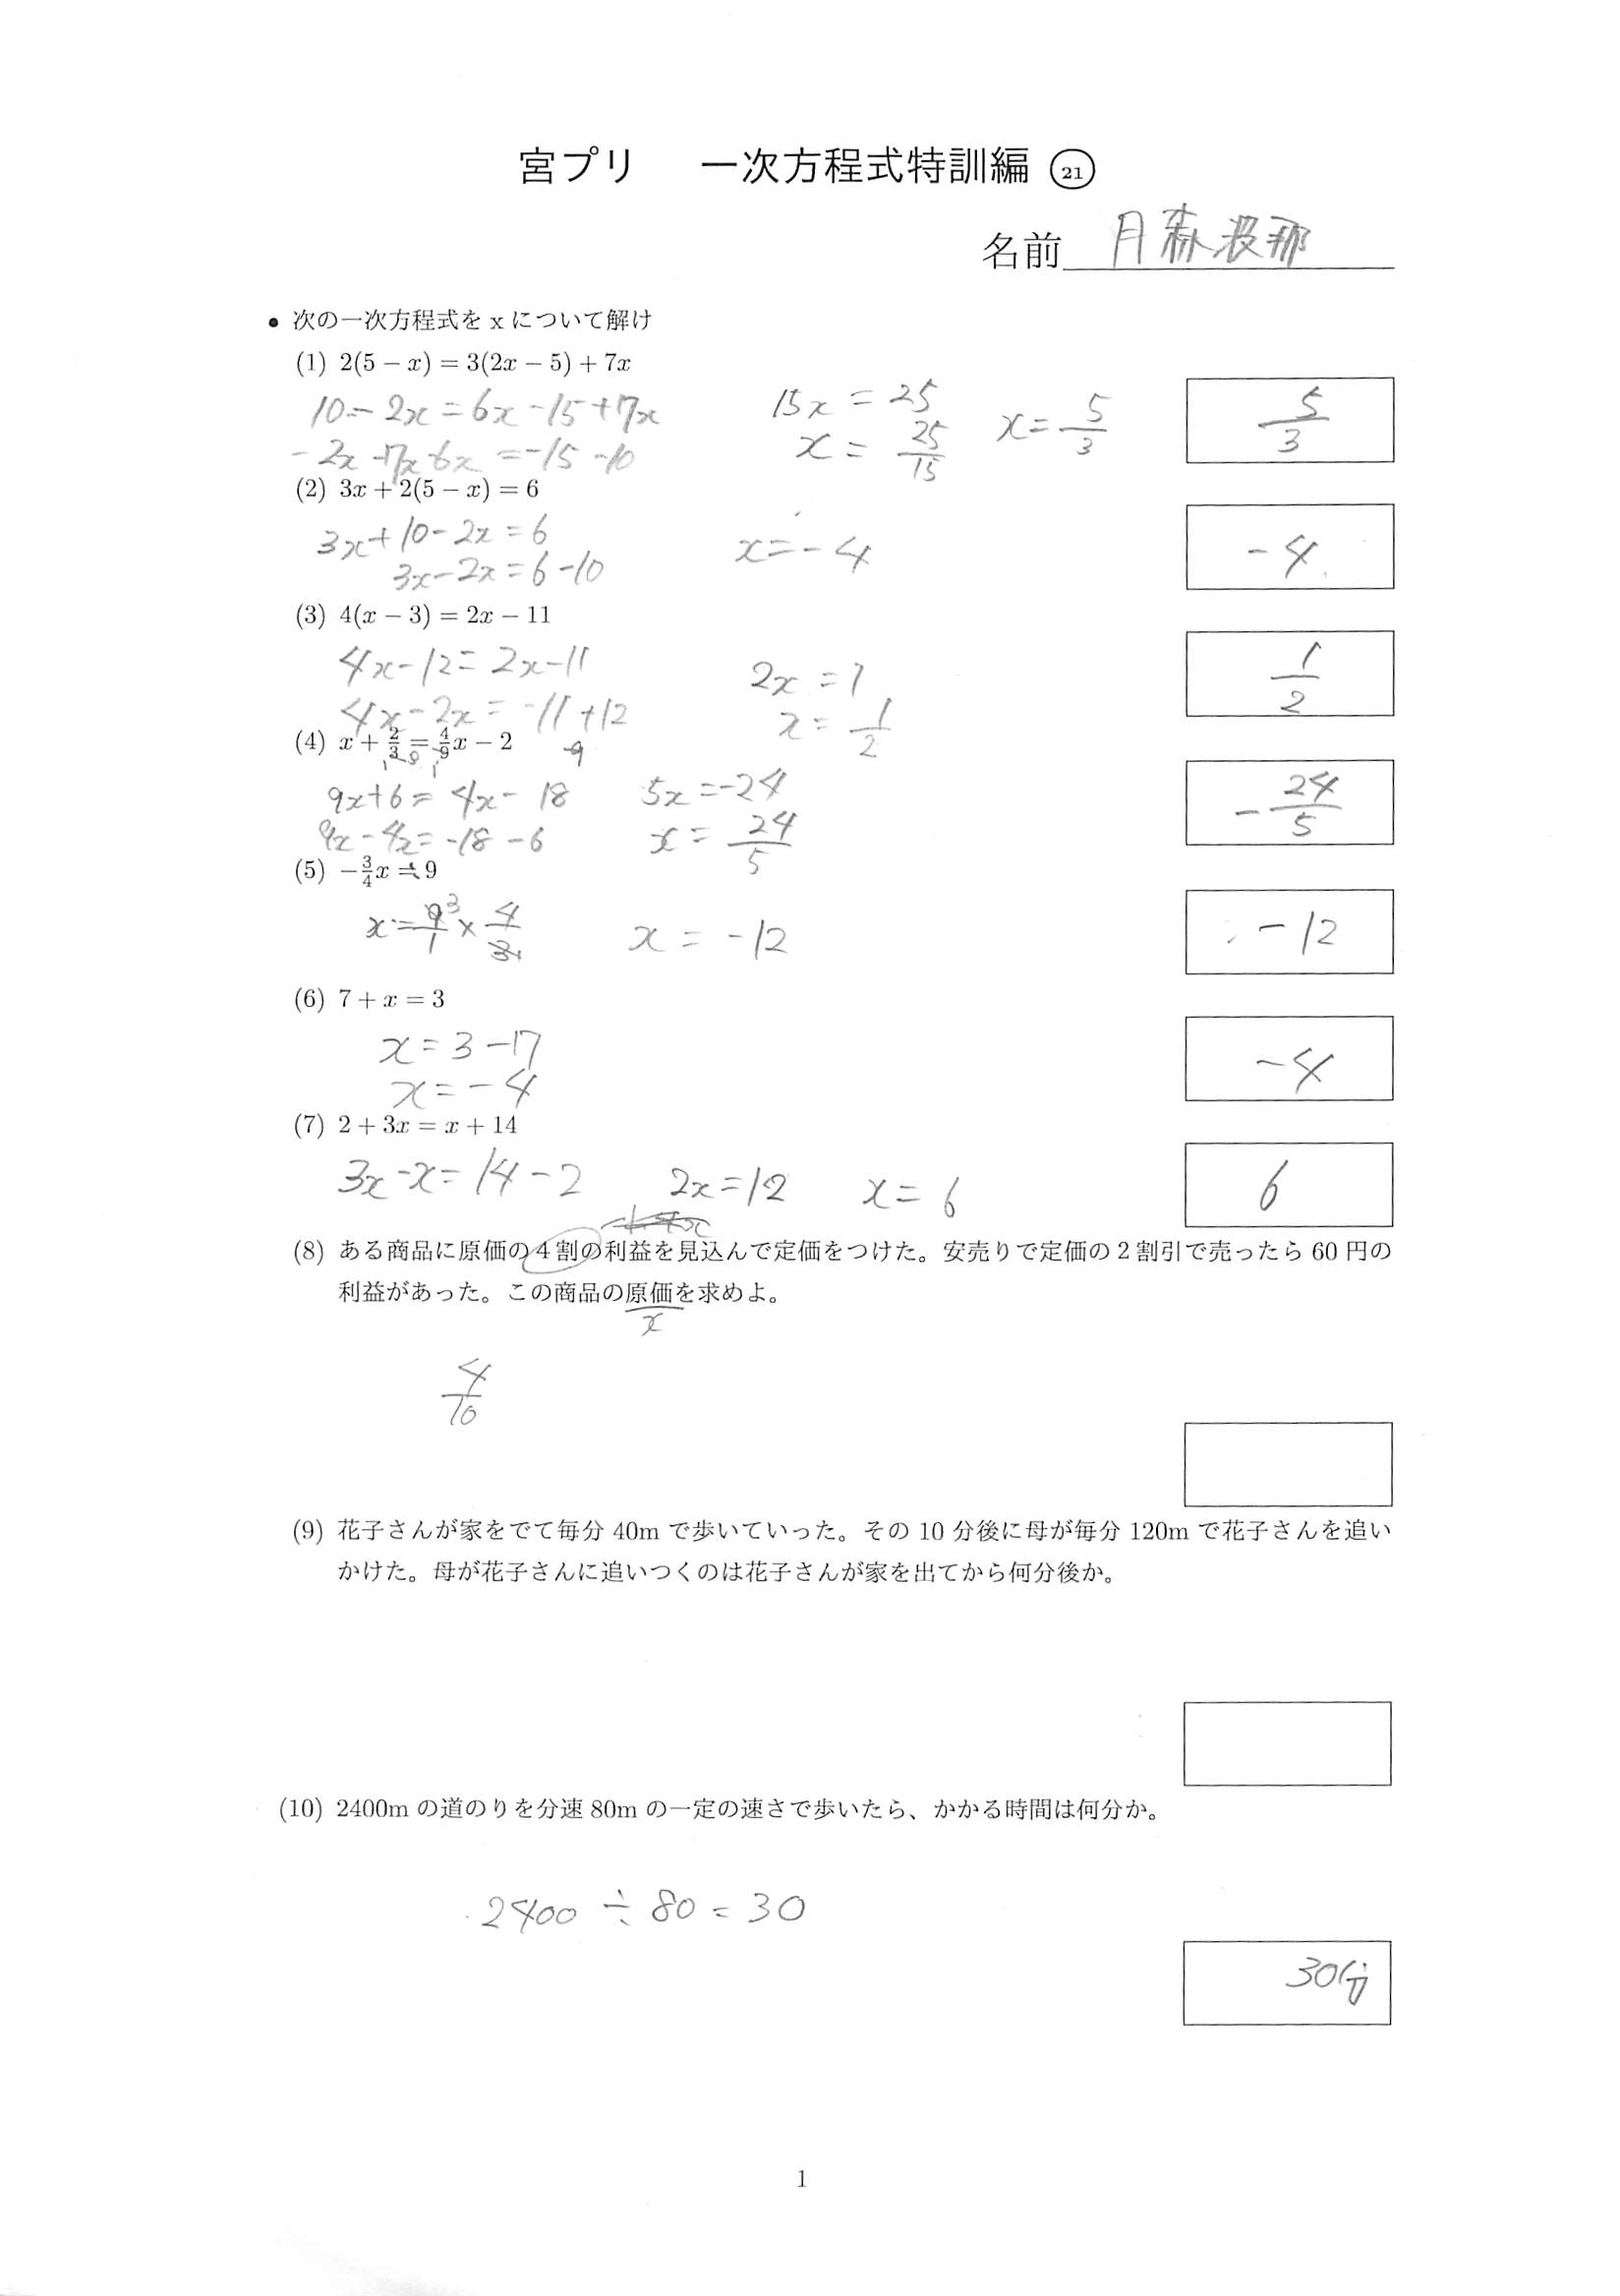 宮プリ 一次方程式特訓編 ㉑
名前 月森波那
• 次の一次方程式を x について解け
(1) 2(5 − x) = 3(2x − 5) + 7x
10 − 2x = 6x − 15 + 7x
15x = 25
x = 25/15
x = 5/3
5/3
− 2x − 7x − 6x = −15 − 10
(2) 3x + 2(5 − x) = 6
3x + 10 − 2x = 6
3x − 2x = 6 − 10
x = − 4
− 4
(3) 4(x − 3) = 2x − 11
4x − 12 = 2x − 11
4x − 2x = −11 + 12
2x = 1
x = 1/2
1/2
(4) x + 2/3 = 4/9 x − 2
9
9x + 6 = 4x − 18
9x − 4x = −18 − 6
5x = −24
x = 24/5
− 24/5
(5) −3/4 x = 9
x = 9/1 × 4/3
3
x = − 12
− 12
(6) 7 + x = 3
x = 3 − 7
x = − 4
− 4
(7) 2 + 3x = x + 14
3x − x = 14 − 2
2x = 12
x = 6
6
(8) ある商品に原価の 4 割の利益を見込んで定価をつけた。安売りで定価の 2 割引で売ったら 60 円の
利益があった。この商品の原価を求めよ。
x
4/10
(9) 花子さんが家をでて毎分 40m で歩いていった。その 10 分後に母が毎分 120m で花子さんを追い
かけた。母が花子さんに追いつくのは花子さんが家を出てから何分後か。
(10) 2400m の道のりを分速 80m の一定の速さで歩いたら、かかる時間は何分か。
2400 ÷ 80 = 30
30分
1